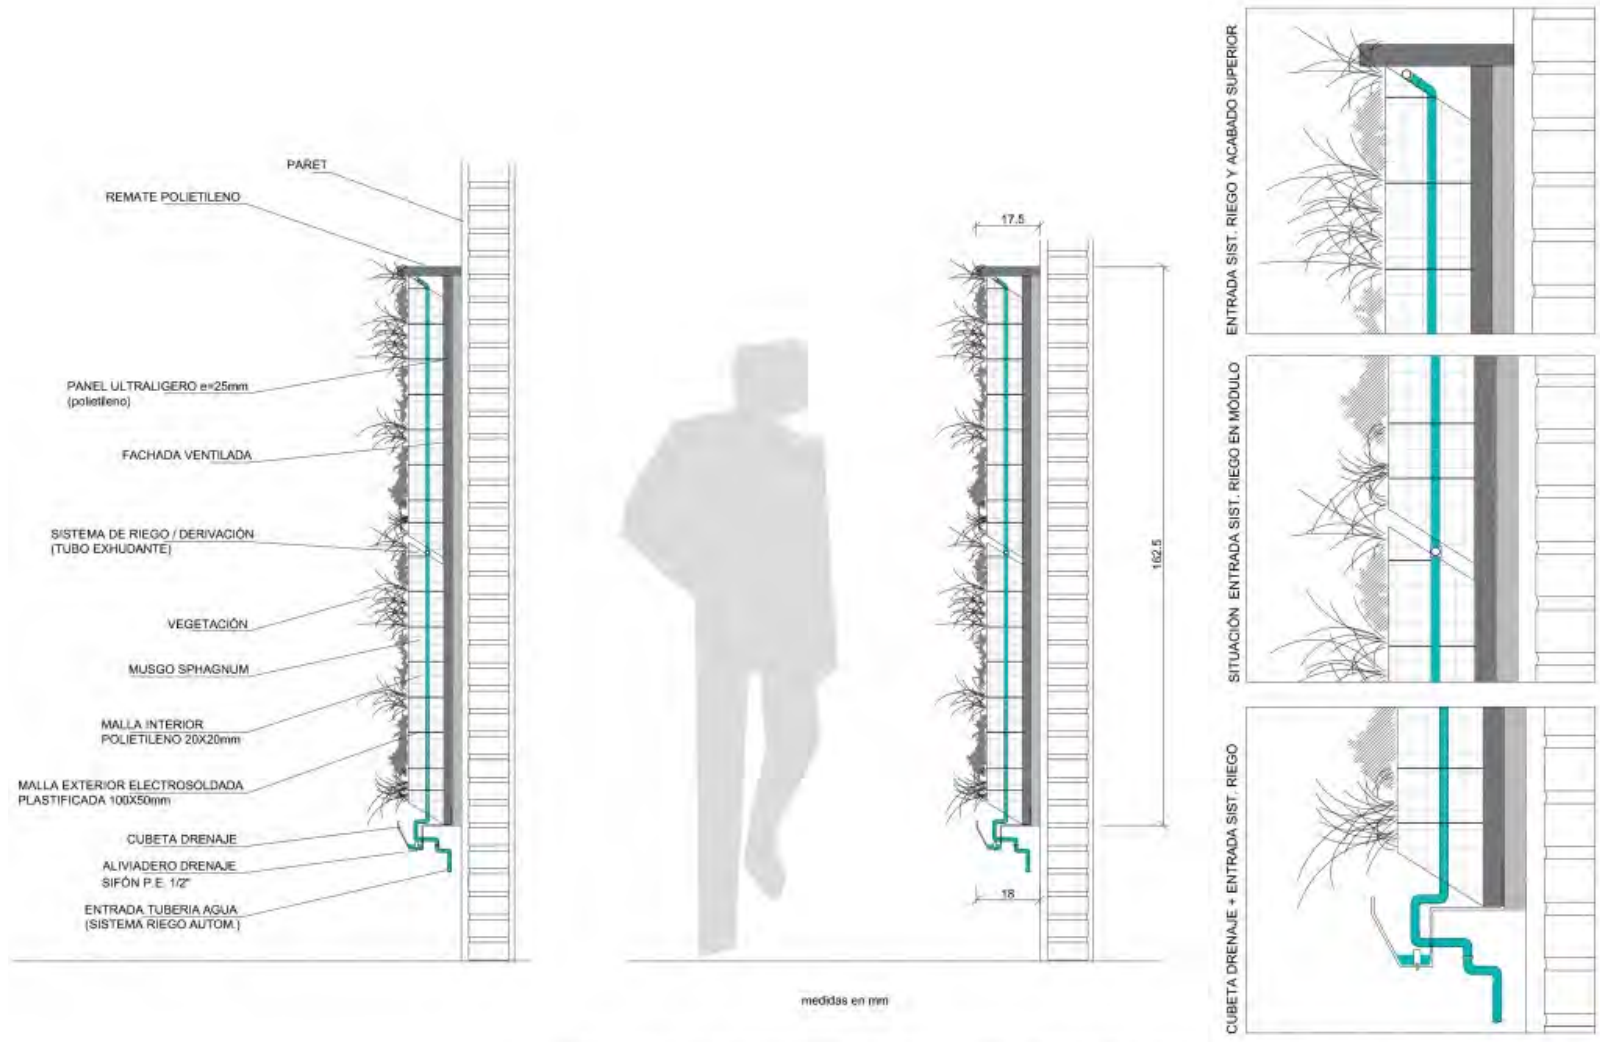 PARET
REMATE POLIETILENO
PANEL ULTRALIGERO e=25mm
(polietileno)
FACHADA VENTILADA
SISTEMA DE RIEGO / DERIVACIÓN
(TUBO EXHUDANTE)
VEGETACIÓN
MUSGO SPHAGNUM
MALLA INTERIOR
POLIETILENO 20X20mm
MALLA EXTERIOR ELECTROSOLDADA
PLASTIFICADA 100X50mm
CUBETA DRENAJE
ALIVIADERO DRENAJE
SIFÓN P.E. 1/2"
ENTRADA TUBERIA AGUA
(SISTEMA RIEGO AUTOM.)
17.5
162.5
18
medidas en mm
ENTRADA SIST. RIEGO Y ACABADO SUPERIOR
SITUACIÓN ENTRADA SIST. RIEGO EN MÓDULO
CUBETA DRENAJE + ENTRADA SIST. RIEGO